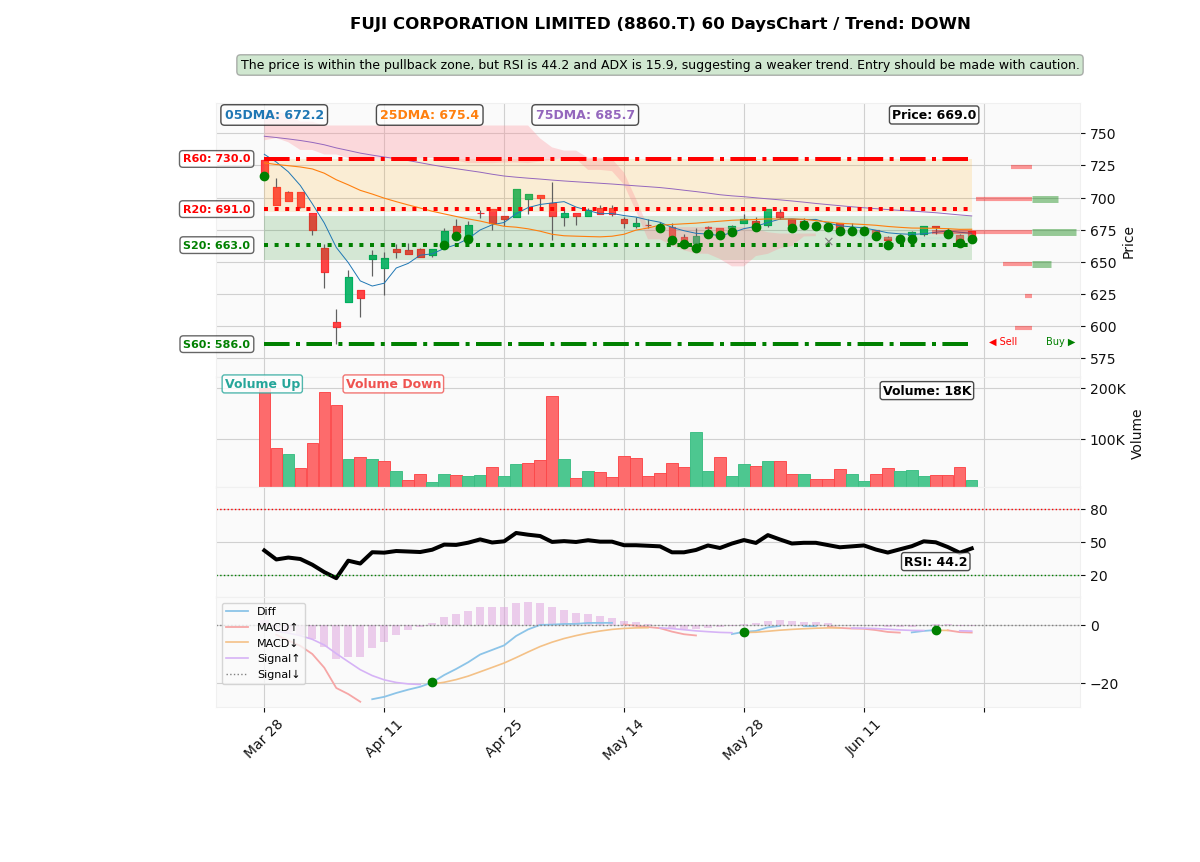 FUJI CORPORATION LIMITED (8860.T) 60 DaysChart / Trend: DOWN
The price is within the pullback zone, but RSI is 44.2 and ADX is 15.9, suggesting a weaker trend. Entry should be made with caution.
05DMA: 672.2
25DMA: 675.4
75DMA: 685.7
Price: 669.0
R60: 730.0
R20: 691.0
S20: 663.0
S60: 586.0
750
725
700
675
650
625
600
575
Price
◀ Sell
Buy ▶
Volume Up
Volume Down
Volume: 18K
200K
100K
Volume
80
50
20
RSI: 44.2
Diff
MACD↑
MACD↓
Signal↑
Signal↓
0
−20
Mar 28
Apr 11
Apr 25
May 14
May 28
Jun 11